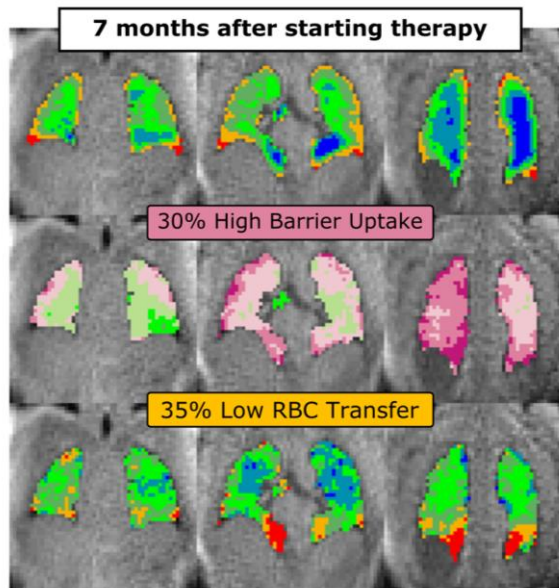 7 months after starting therapy
30% High Barrier Uptake
35% Low RBC Transfer